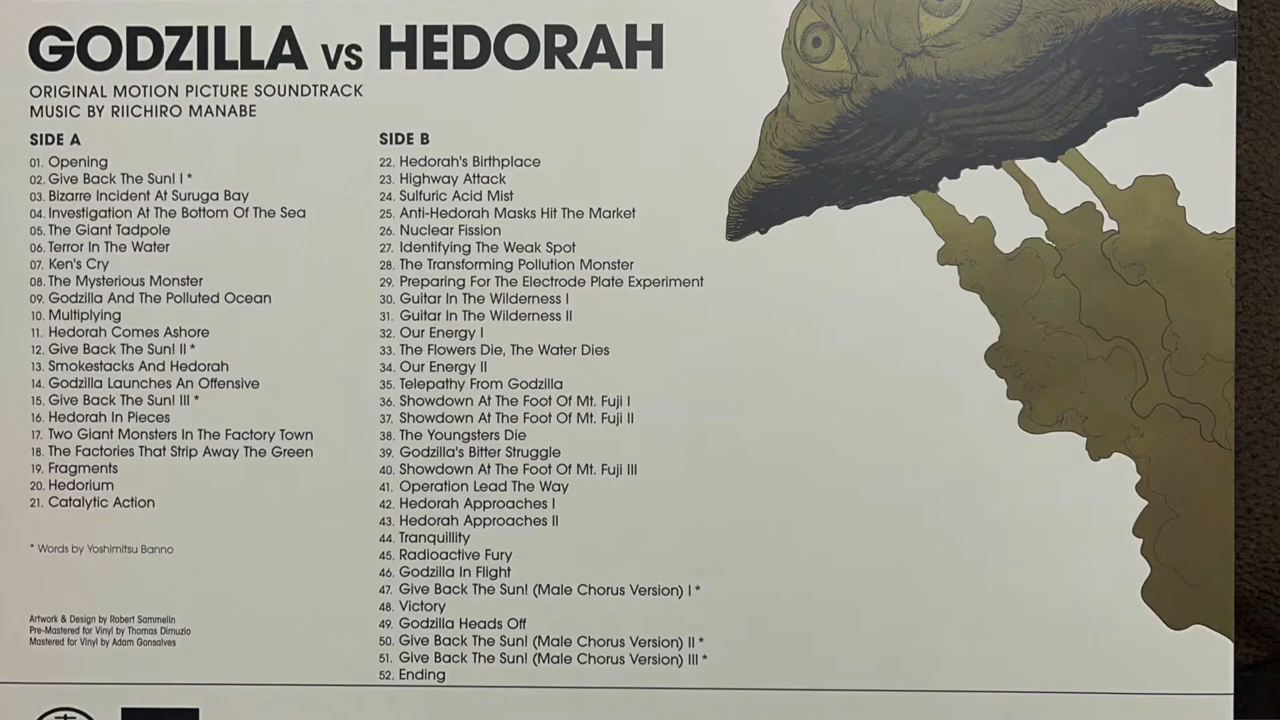 GODZILLA VS HEDORAH
ORIGINAL MOTION PICTURE SOUNDTRACK
MUSIC BY RIICHIRO MANABE
SIDE A
01. Opening
02. Give Back The Sun! I *
03. Bizarre Incident At Suruga Bay
04. Investigation At The Bottom Of The Sea
05. The Giant Tadpole
06. Terror In The Water
07. Ken's Cry
08. The Mysterious Monster
09. Godzilla And The Polluted Ocean
10. Multiplying
11. Hedorah Comes Ashore
12. Give Back The Sun! II *
13. Smokestacks And Hedorah
14. Godzilla Launches An Offensive
15. Give Back The Sun! III *
16. Hedorah In Pieces
17. Two Giant Monsters In The Factory Town
18. The Factories That Strip Away The Green
19. Fragments
20. Hedorium
21. Catalytic Action
* Words by Yoshimitsu Banno
Artwork & Design by Robert Sammelin
Pre-Mastered for Vinyl by Thomas Dimuzio
Mastered for Vinyl by Adam Gonsalves
SIDE B
22. Hedorah's Birthplace
23. Highway Attack
24. Sulfuric Acid Mist
25. Anti-Hedorah Masks Hit The Market
26. Nuclear Fission
27. Identifying The Weak Spot
28. The Transforming Pollution Monster
29. Preparing For The Electrode Plate Experiment
30. Guitar In The Wilderness I
31. Guitar In The Wilderness II
32. Our Energy I
33. The Flowers Die, The Water Dies
34. Our Energy II
35. Telepathy From Godzilla
36. Showdown At The Foot Of Mt. Fuji I
37. Showdown At The Foot Of Mt. Fuji II
38. The Youngsters Die
39. Godzilla's Bitter Struggle
40. Showdown At The Foot Of Mt. Fuji III
41. Operation Lead The Way
42. Hedorah Approaches I
43. Hedorah Approaches II
44. Tranquillity
45. Radioactive Fury
46. Godzilla In Flight
47. Give Back The Sun! (Male Chorus Version) I *
48. Victory
49. Godzilla Heads Off
50. Give Back The Sun! (Male Chorus Version) II *
51. Give Back The Sun! (Male Chorus Version) III *
52. Ending